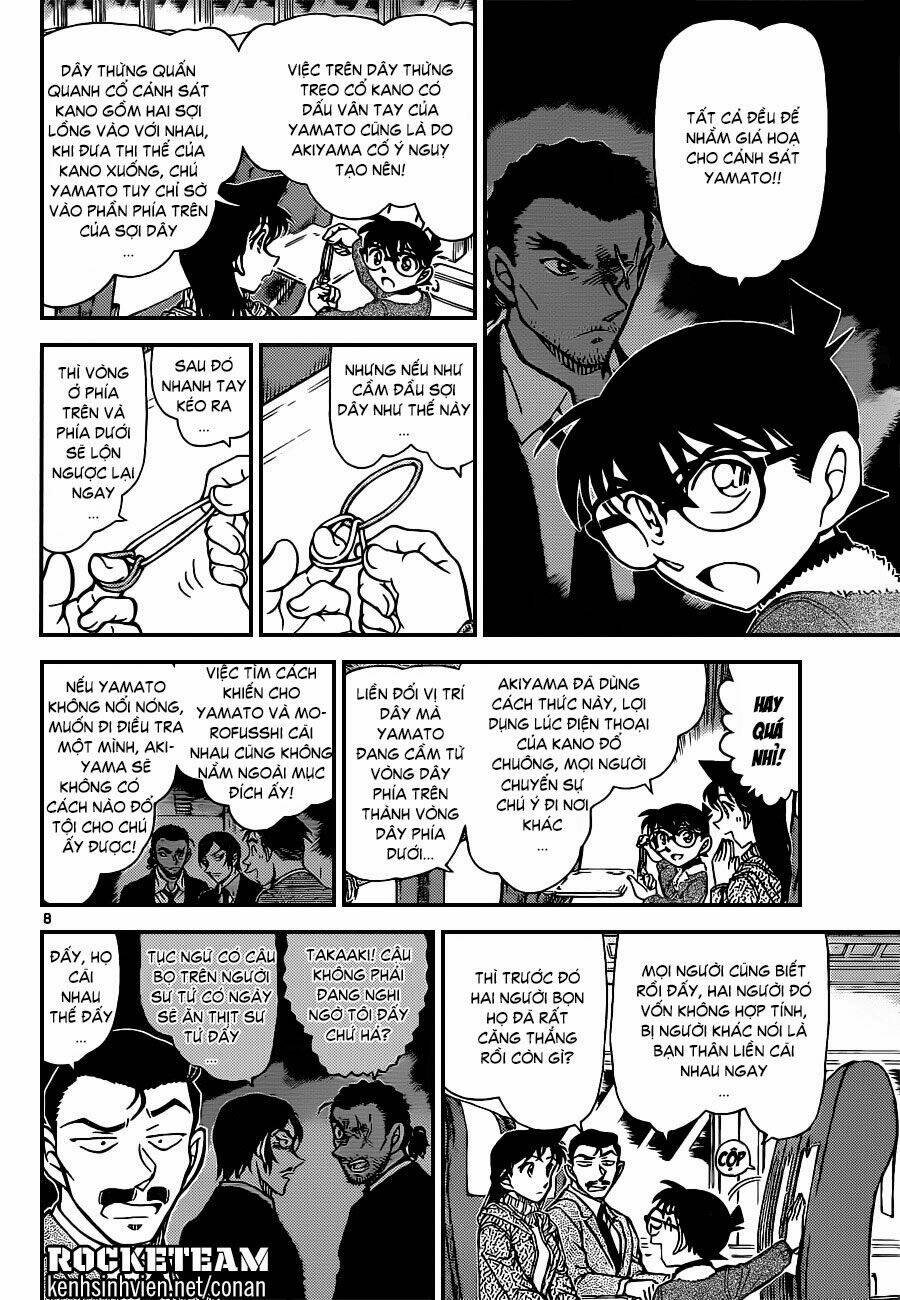 TẤT CẢ ĐỀU ĐỂ
NHẰM GIÁ HỌA
CHO CẢNH SÁT
YAMATO!!
VIỆC TRÊN DÂY THỪNG
TREO CỔ KANO CÓ
DẤU VÂN TAY CỦA
YAMATO CŨNG LÀ DO
AKIYAMA CỐ Ý NGỤY
TẠO NÊN!
DÂY THỪNG QUẤN
QUANH CỔ CẢNH SÁT
KANO GỒM HAI SỢI
LỒNG VÀO VỚI NHAU,
KHI ĐƯA THI THỂ CỦA
KANO XUỐNG, CHÚ
YAMATO TUY CHỈ SỜ
VÀO PHẦN PHÍA TRÊN
CỦA SỢI DÂY
...
NHƯNG NẾU NHƯ
CẦM ĐẦU SỢI
DÂY NHƯ THẾ NÀY
...
SAU ĐÓ
NHANH TAY
KÉO RA
...
THÌ VÒNG
Ở PHÍA
TRÊN VÀ
PHÍA DƯỚI
SẼ LỘN
NGƯỢC LẠI
NGAY
...
HAY
QUÁ
NHỈ!
AKIYAMA ĐÃ DÙNG
CÁCH THỨC NÀY, LỢI
DỤNG LÚC ĐIỆN THOẠI
CỦA KANO ĐỔ
CHUÔNG, MỌI NGƯỜI
CHUYỂN SỰ
CHÚ Ý ĐI NƠI
KHÁC
...
LIỀN ĐỔI VỊ TRÍ
DÂY MÀ
YAMATO
ĐANG CẦM TỪ
VÒNG DÂY
PHÍA TRÊN
THÀNH VÒNG
DÂY PHÍA
DƯỚI...
VIỆC TÌM CÁCH
KHIẾN CHO
YAMATO VÀ MO-
ROFUSSHI CÃI
NHAU CŨNG KHÔNG
NẰM NGOÀI MỤC
ĐÍCH ẤY!
NẾU YAMATO
KHÔNG NỔI NÓNG,
MUỐN ĐI ĐIỀU TRA
MỘT MÌNH, AKI-
YAMA SẼ
KHÔNG CÓ
CÁCH NÀO ĐỔ
TỘI CHO CHÚ
ẤY ĐƯỢC!
8
MỌI NGƯỜI CŨNG BIẾT
RỒI ĐẤY, HAI NGƯỜI ĐÓ
VỐN KHÔNG HỢP TÍNH,
BỊ NGƯỜI KHÁC NÓI LÀ
BẠN THÂN LIỀN CÃI
NHAU NGAY
...
THÌ TRƯỚC ĐÓ
HAI NGƯỜI BỌN
HỌ ĐÃ RẤT
CĂNG THẲNG
RỒI CÒN GÌ?
CỘP
TAKAAKI! CẬU
KHÔNG PHẢI
ĐANG NGHI
NGỜ TÔI ĐẤY
CHỨ HẢ?
TỤC NGỮ CÓ CÂU
BỌ TRÊN NGƯỜI
SƯ TỬ CÓ NGÀY
SẼ ĂN THỊT SƯ
TỬ ĐẤY
...
ĐẤY, HỌ
CÃI
NHAU
THẾ ĐẤY
...
ROCKETEAM
kenhsinhvien.net/conan